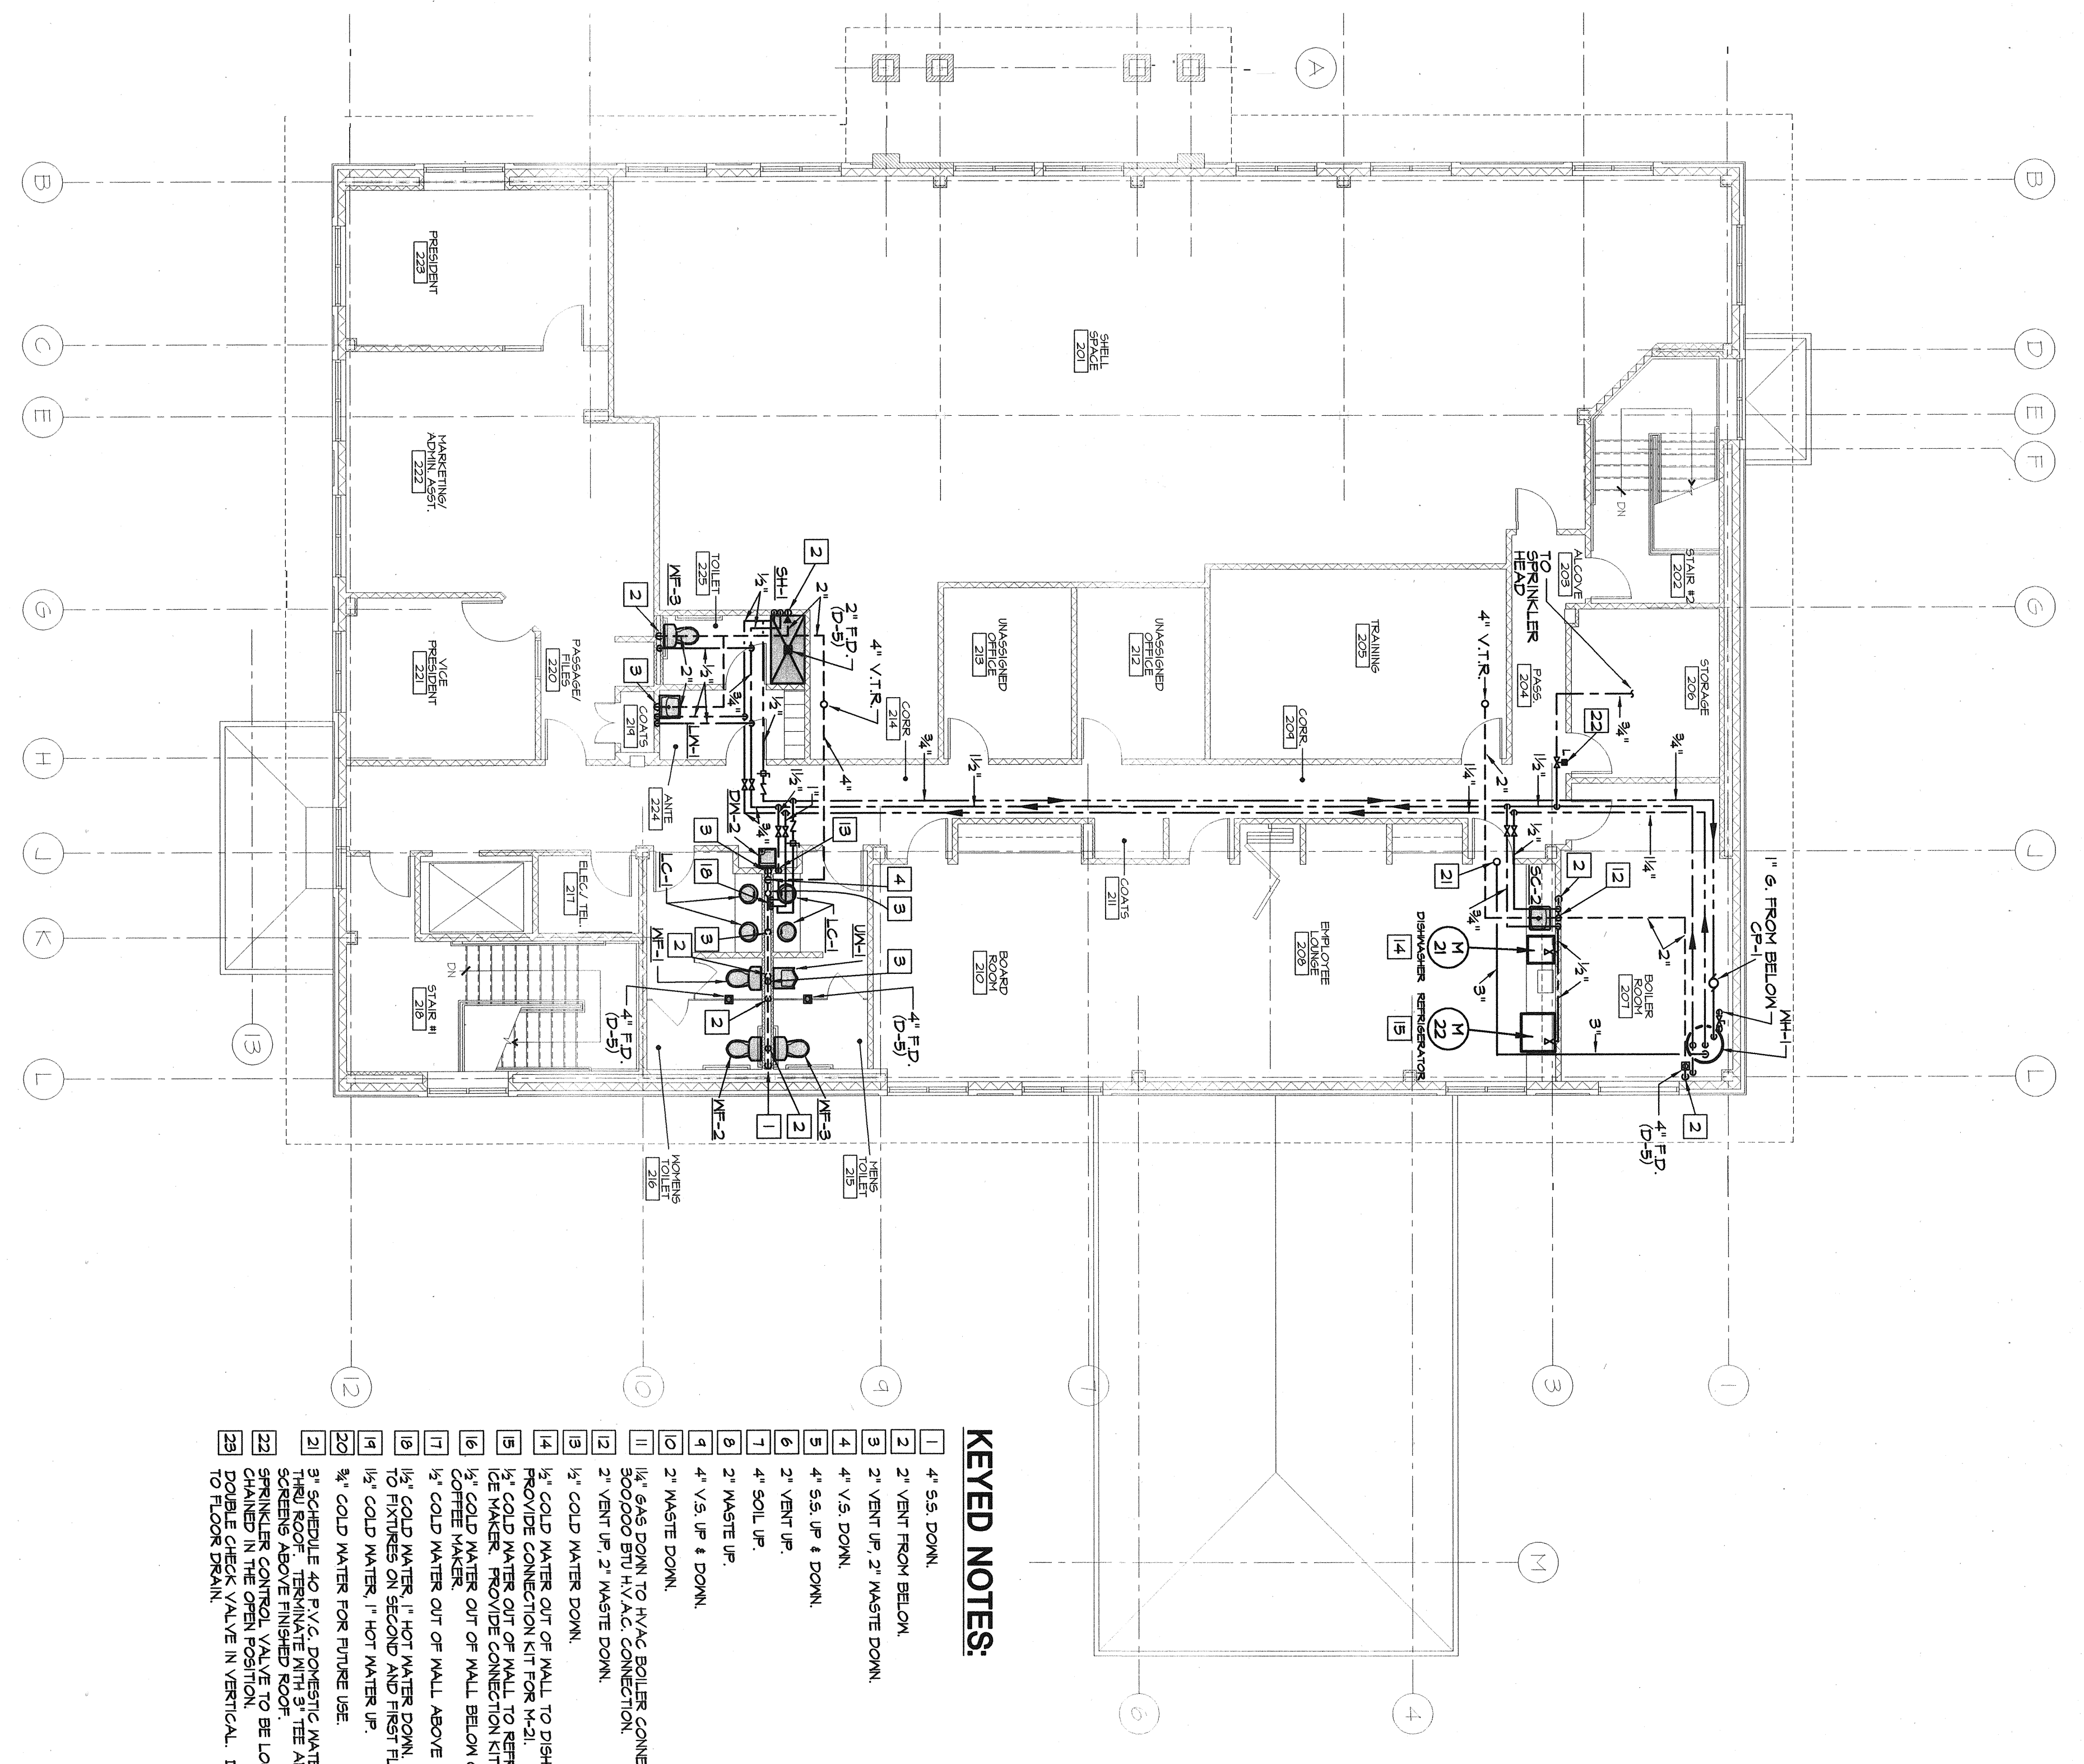 A
B
B
C
D
E
E
F
G
G
H
H
J
J
K
K
L
L
M
12
10
9
7
3
1
13
6
4
PRESIDENT
223
SHELL
SPACE
201
MARKETING/
ADMIN. ASST.
222
VICE
PRESIDENT
221
PASSAGE/
FILES
220
COATS
219
TOILET
225
ANTE
224
CORR
214
UNASSIGNED
OFFICE
213
UNASSIGNED
OFFICE
212
TRAINING
205
CORR.
209
PASS.
204
ALCOVE
203
STAIR #2
202
DN
STORAGE
206
BOILER
ROOM
207
EMPLOYEE
LOUNGE
208
COATS
211
BOARD
ROOM
210
ELEC./ TEL.
217
STAIR #1
218
DN
MENS
TOILET
215
WOMENS
TOILET
216
TO
SPRINKLER
HEAD
4" V.T.R.
4" V.T.R.
2" F.D.
(D-5)
SH-1
WF-3
LW-1
DW-2
LC-1
LC-1
WF-1
UW-1
WF-2
WF-3
4" F.D.
(D-5)
4" F.D.
(D-5)
4" F.D.
(D-5)
SC-2
DISHWASHER
REFRIGERATOR
M
21
M
22
14
15
1" G. FROM BELOW
CP-1
WH-1
KEYED NOTES:
1 4" S.S. DOWN.
2 2" VENT FROM BELOW.
3 2" VENT UP, 2" WASTE DOWN.
4 4" V.S. DOWN.
5 4" S.S. UP & DOWN.
6 2" VENT UP.
7 4" SOIL UP.
8 2" WASTE UP.
9 4" V.S. UP & DOWN.
10 2" WASTE DOWN.
11 1¼" GAS DOWN TO HVAC BOILER
300,000 BTU H.V.A.C. CONNECTION.
12 2" VENT UP, 2" WASTE DOWN.
13 ½" COLD WATER DOWN.
14 ½" COLD WATER OUT OF WALL TO
PROVIDE CONNECTION KIT FOR M-21.
15 ½" COLD WATER OUT OF WALL TO
ICE MAKER. PROVIDE CONNECTION KIT
16 ½" COLD WATER OUT OF WALL BELOW
COFFEE MAKER.
17 ½" COLD WATER OUT OF WALL ABOVE
18 1½" COLD WATER, 1" HOT WATER DOWN.
TO FIXTURES ON SECOND AND FIRST
19 1½" COLD WATER, 1" HOT WATER UP.
20 ¾" COLD WATER FOR FUTURE USE.
21 3" SCHEDULE 40 P.V.C. DOMESTIC
THRU ROOF. TERMINATE WITH 3" TEE
SCREENS ABOVE FINISHED ROOF.
22 SPRINKLER CONTROL VALVE TO BE
CHAINED IN THE OPEN POSITION.
23 DOUBLE CHECK VALVE IN VERTICAL.
TO FLOOR DRAIN.